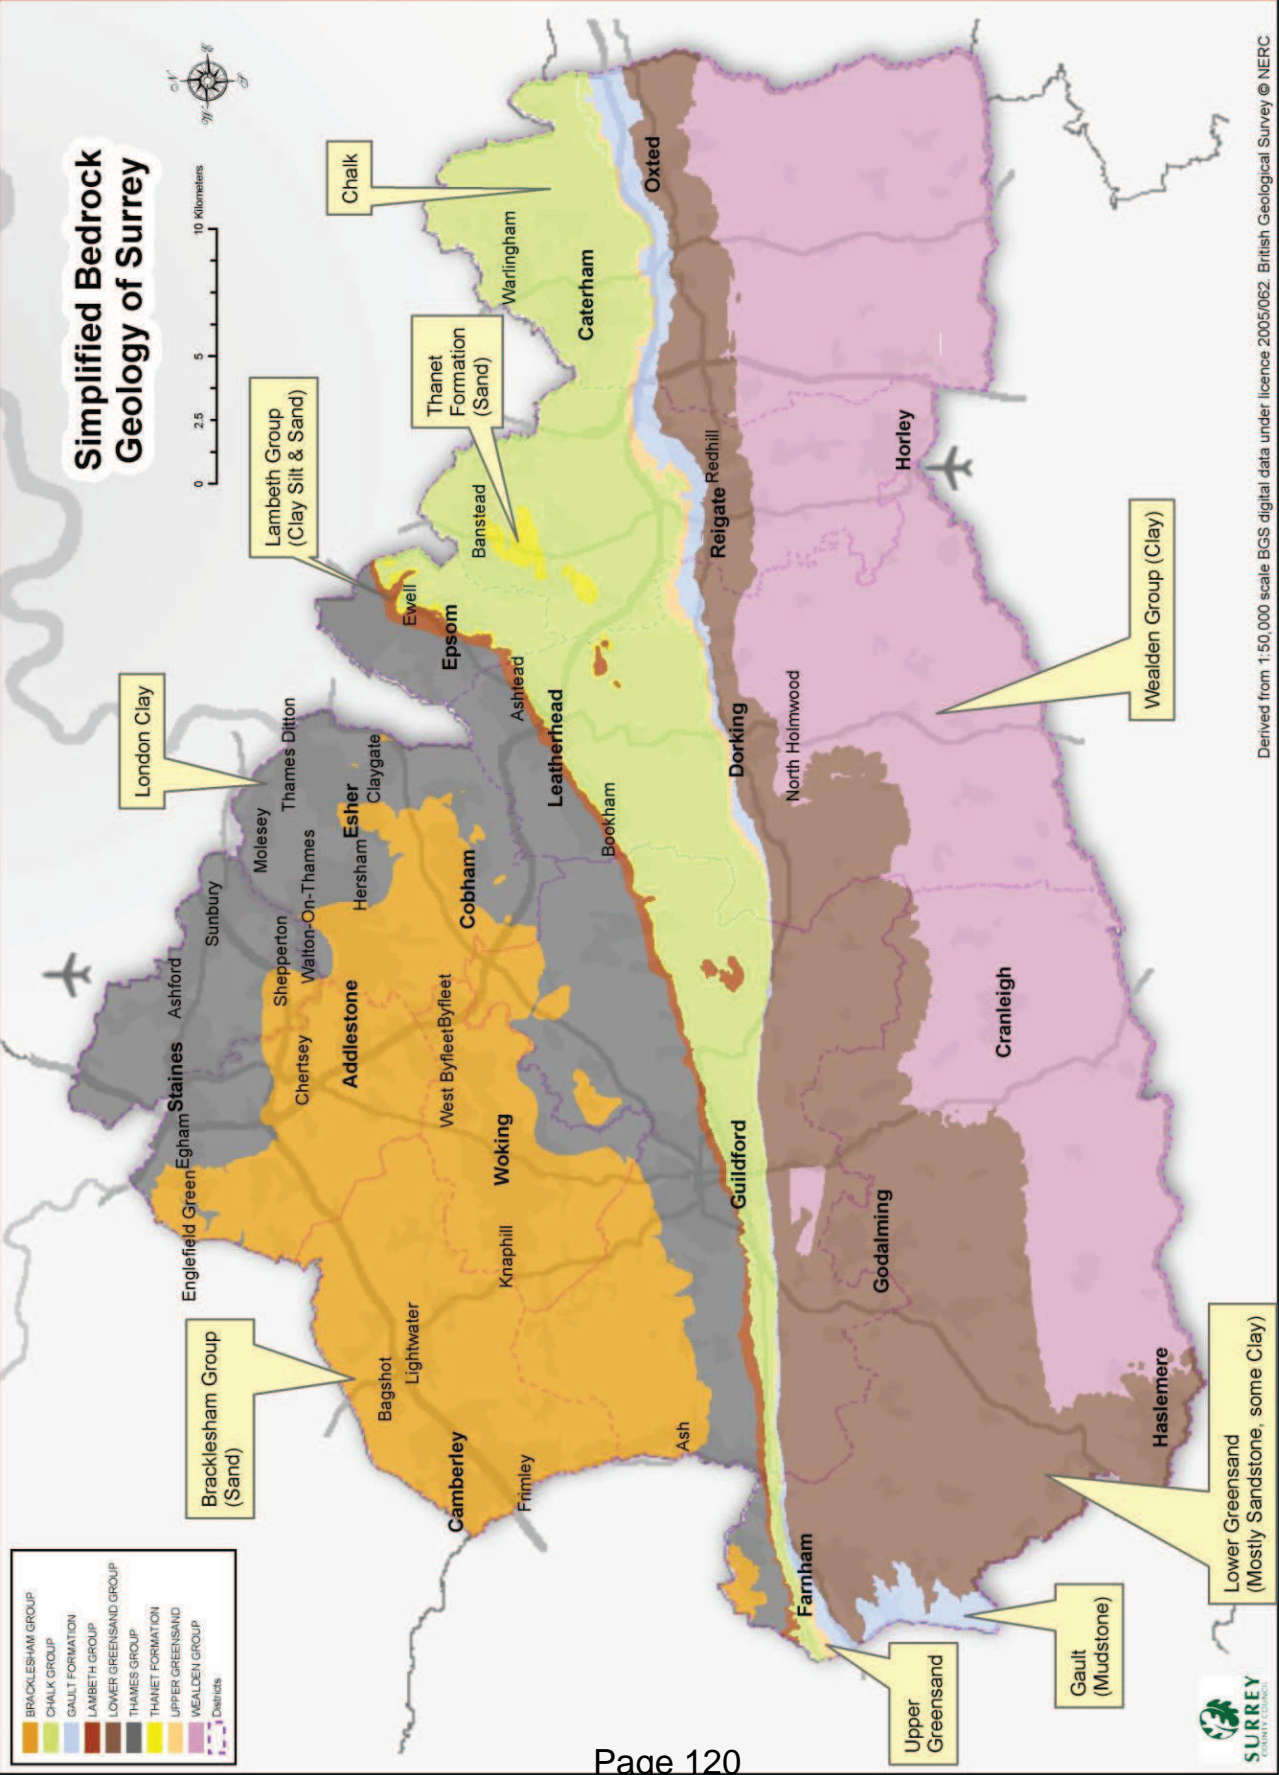 Simplified Bedrock
Geology of Surrey
0
2.5
5
10 Kilometers
N
E
S
W
BRACKLESHAM GROUP
CHALK GROUP
GAULT FORMATION
LAMBETH GROUP
LOWER GREENSAND GROUP
THAMES GROUP
THANET FORMATION
UPPER GREENSAND
WEALDEN GROUP
Districts
Bracklesham Group
(Sand)
London Clay
Lambeth Group
(Clay Silt & Sand)
Thanet
Formation
(Sand)
Chalk
Englefield Green
Egham
Staines
Ashford
Sunbury
Molesey
Thames Ditton
Shepperton
Walton-On-Thames
Chertsey
Addlestone
Hersham
Esher
Claygate
Bagshot
Lightwater
Camberley
Frimley
Knaphill
Woking
West Byfleet
Byfleet
Cobham
Ewell
Epsom
Ashtead
Leatherhead
Bookham
Banstead
Warlingham
Caterham
Oxted
Ash
Guildford
Dorking
Reigate
Redhill
North Holmwood
Horley
Farnham
Godalming
Cranleigh
Haslemere
Upper
Greensand
Gault
(Mudstone)
Lower Greensand
(Mostly Sandstone, some Clay)
Wealden Group (Clay)
SURREY
COUNTY COUNCIL
Derived from 1:50,000 scale BGS digital data under licence 2005/062. British Geological Survey © NERC
Page 120